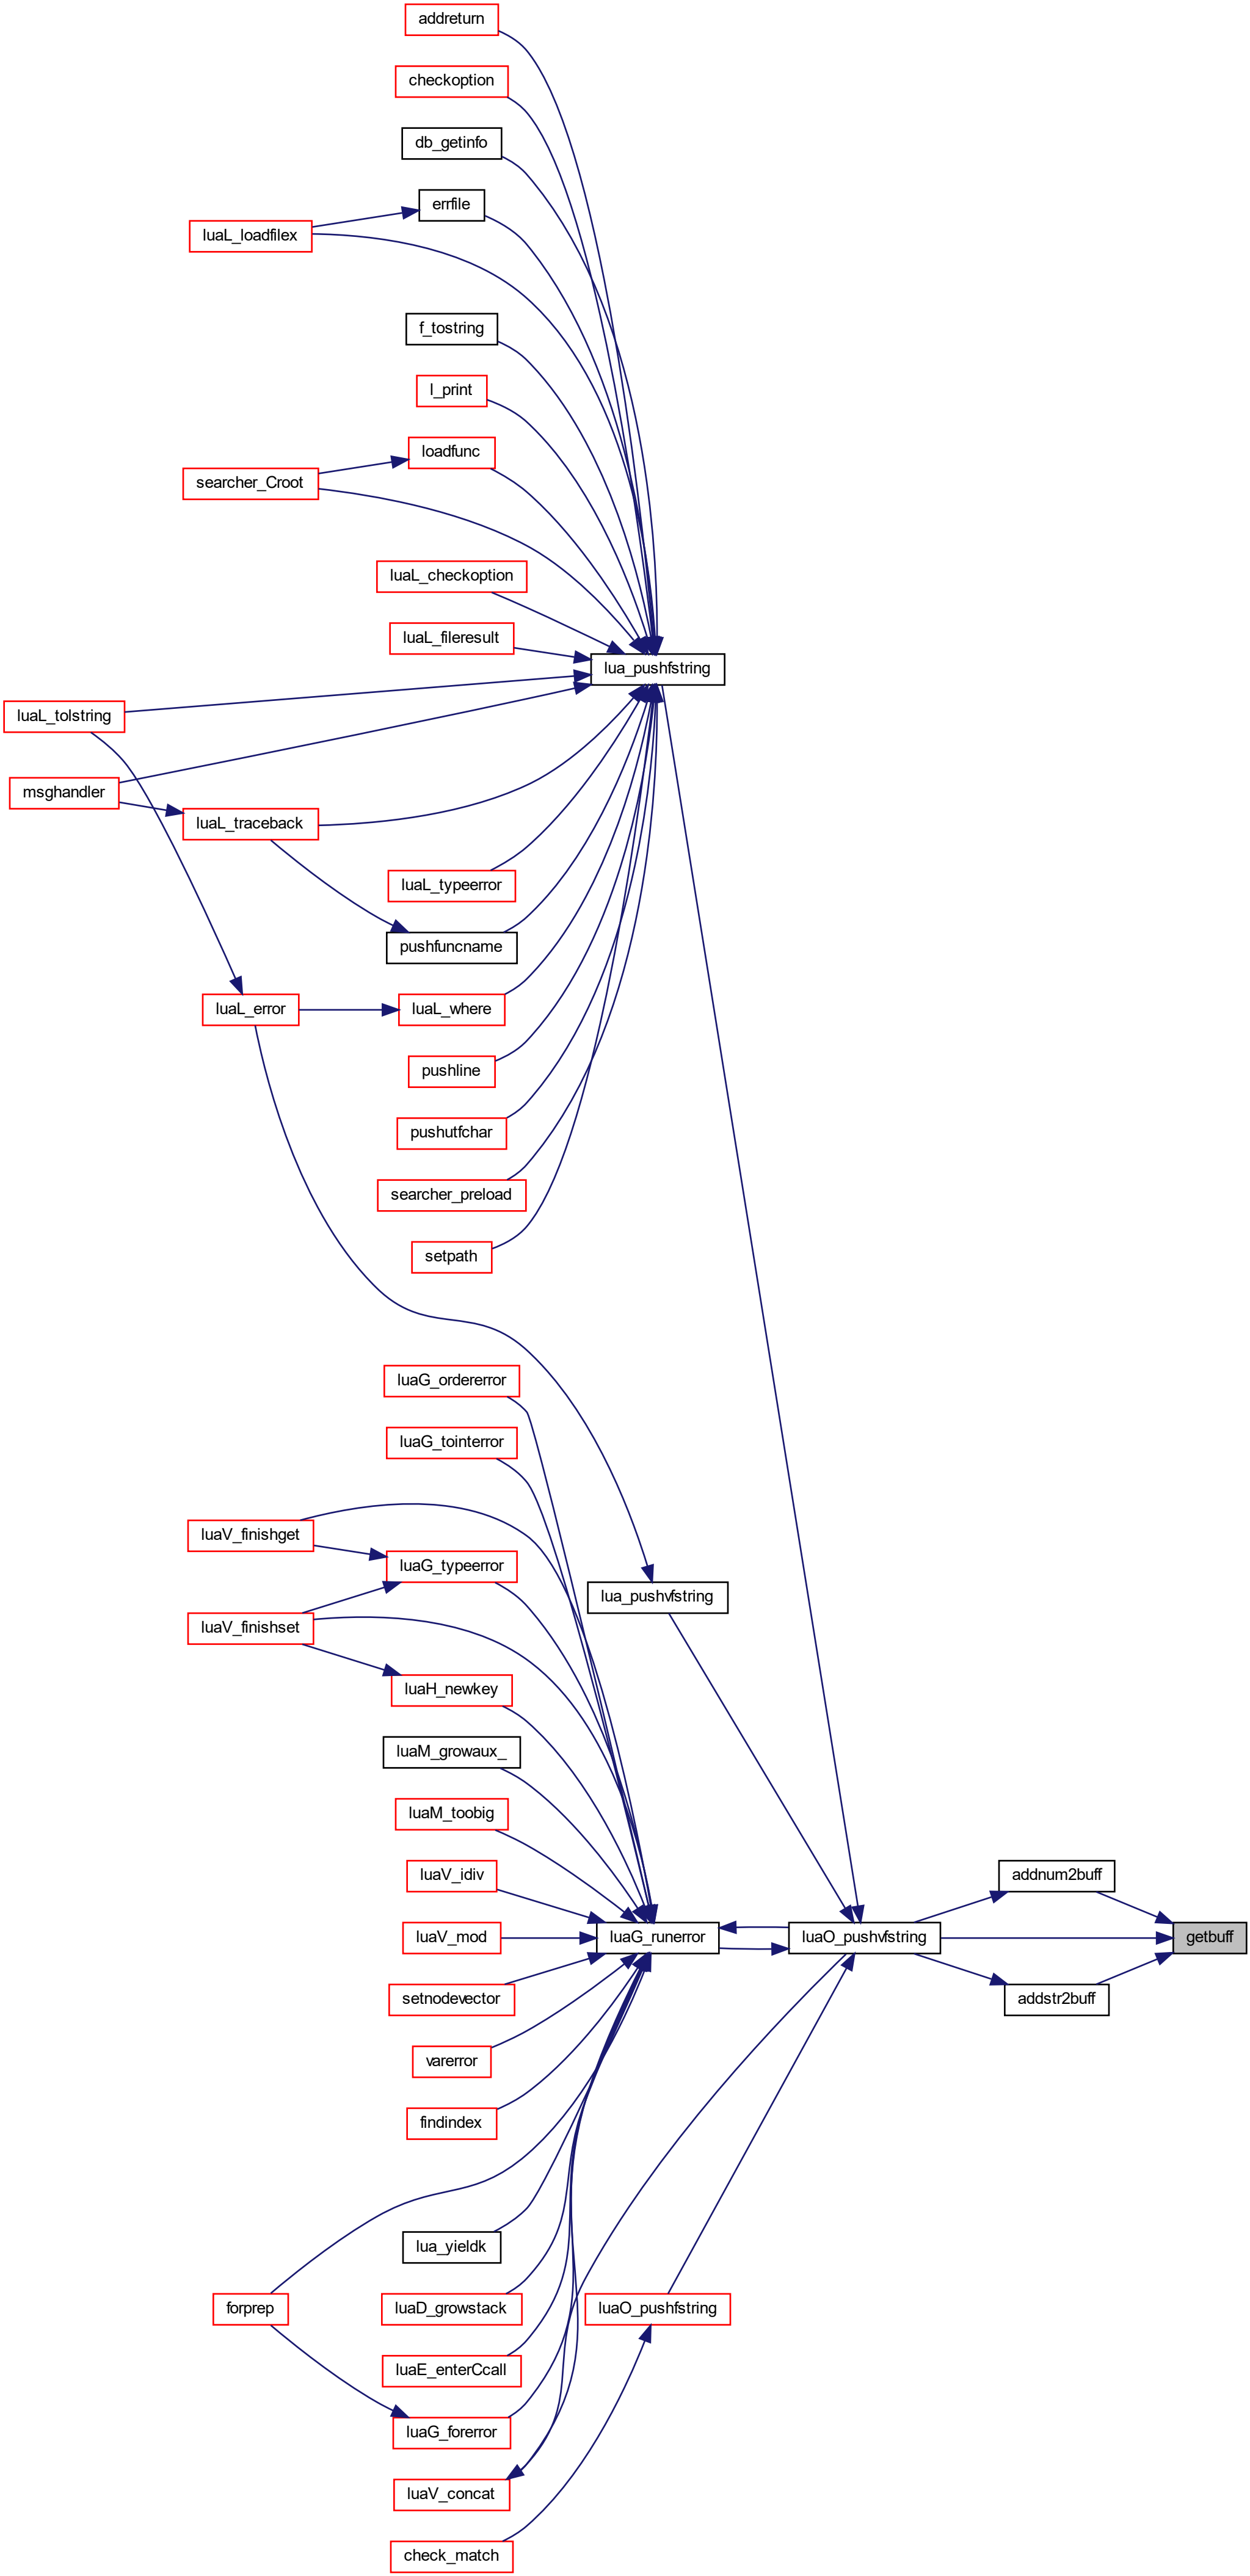 addreturn
checkoption
db_getinfo
errfile
luaL_loadfilex
f_tostring
l_print
loadfunc
searcher_Croot
luaL_checkoption
luaL_fileresult
lua_pushfstring
luaL_tolstring
msghandler
luaL_traceback
luaL_typeerror
pushfuncname
luaL_error
luaL_where
pushline
pushutfchar
searcher_preload
setpath
luaG_ordererror
luaG_tointerror
luaV_finishget
luaG_typeerror
lua_pushvfstring
luaV_finishset
luaH_newkey
luaM_growaux_
luaM_toobig
luaV_idiv
addnum2buff
luaV_mod
luaG_runerror
luaO_pushvfstring
getbuff
setnodevector
addstr2buff
varerror
findindex
lua_yieldk
forprep
luaD_growstack
luaO_pushfstring
luaE_enterCcall
luaG_forerror
luaV_concat
check_match